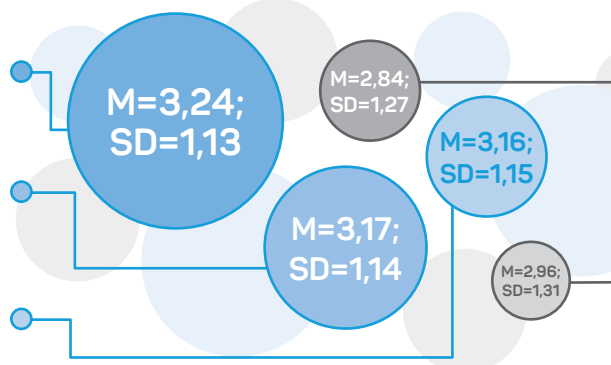 M=3,24;
SD=1,13
M=2,84;
SD=1,27
M=3,16;
SD=1,15
M=3,17;
SD=1,14
M=2,96;
SD=1,31